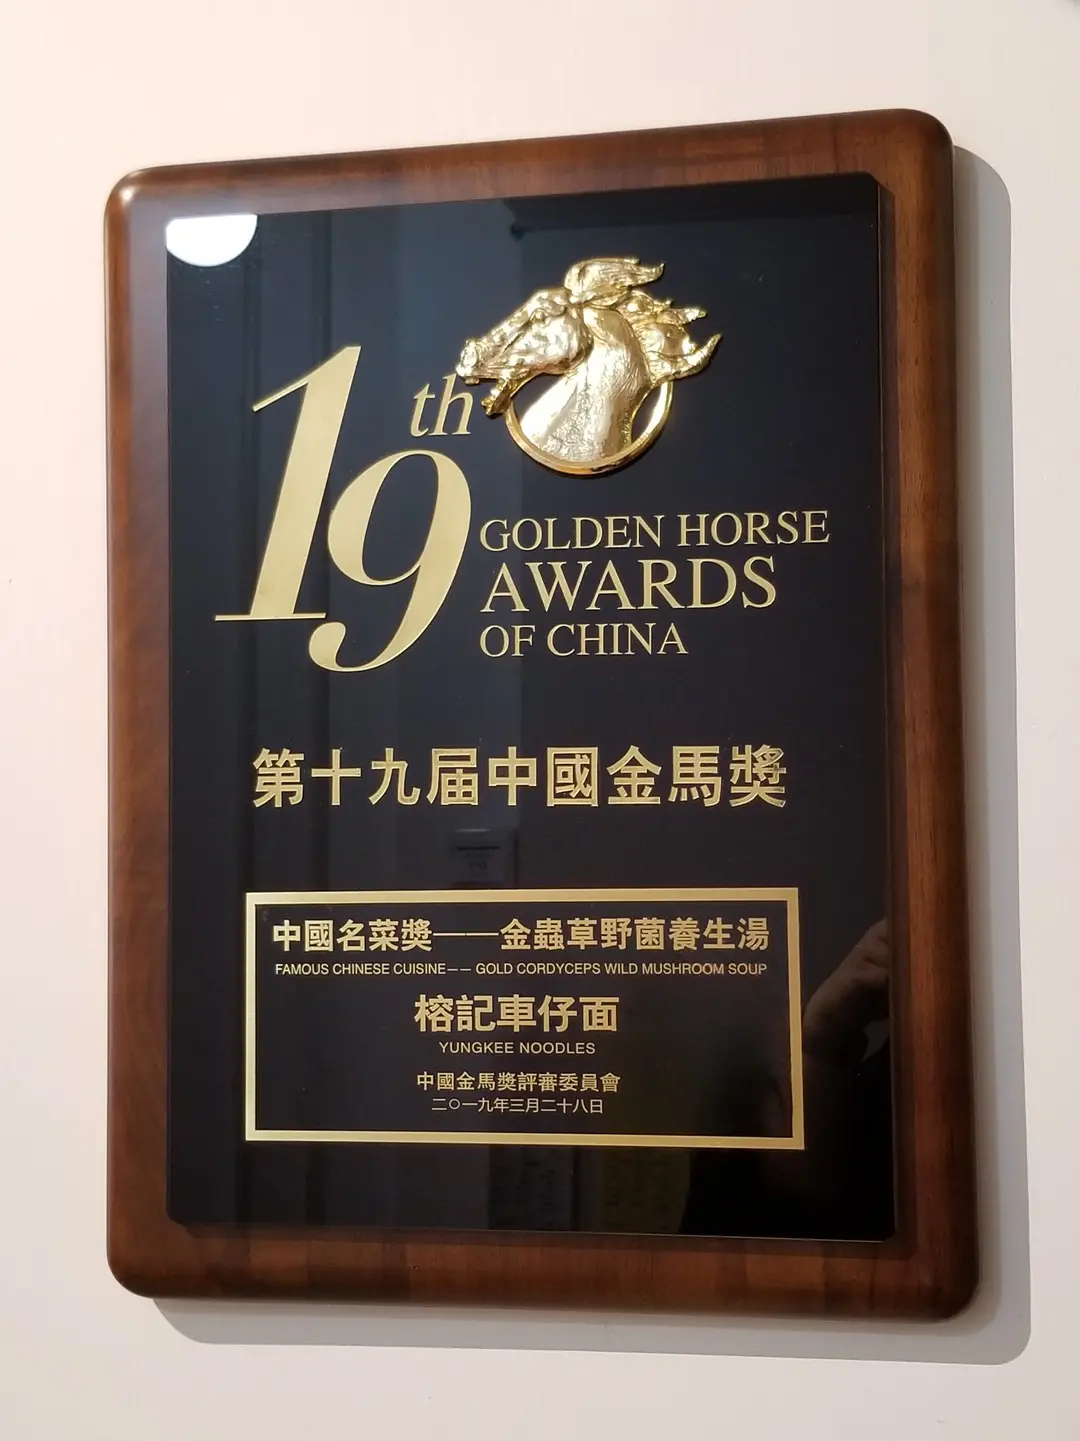 19th
GOLDEN HORSE
AWARDS
OF CHINA
第十九届中國金馬獎
中國名菜獎——金蟲草野菌養生湯
FAMOUS CHINESE CUISINE—— GOLD CORDYCEPS WILD MUSHROOM SOUP
榕記車仔面
YUNGKEE NOODLES
中國金馬獎評審委員會
二〇一九年三月二十八日